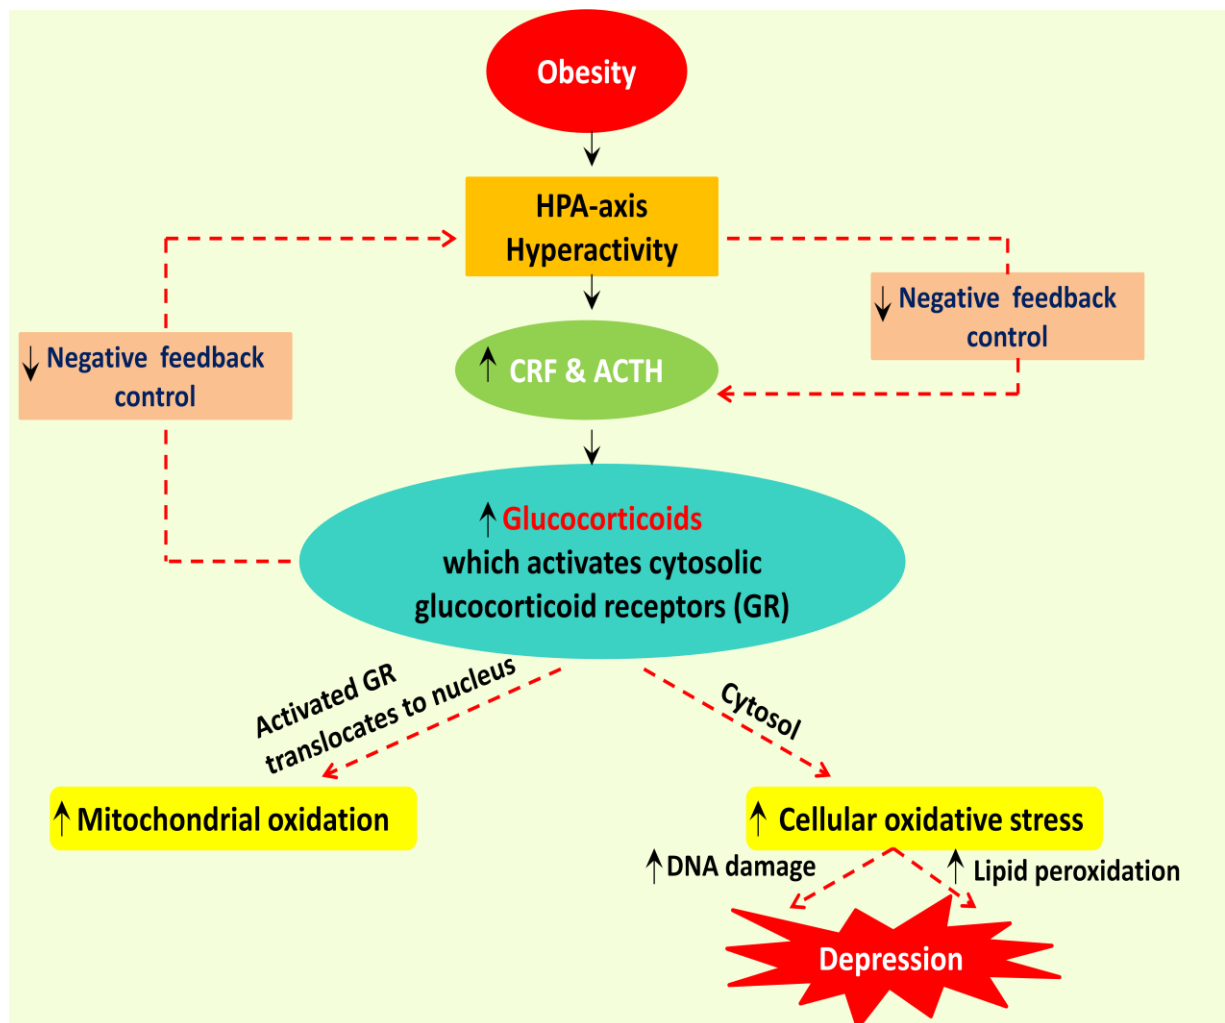 Obesity
HPA-axis
Hyperactivity
↓ Negative feedback
control
↓ Negative feedback
control
↑ CRF & ACTH
↑ Glucocorticoids
which activates cytosolic
glucocorticoid receptors (GR)
Activated GR
translocates to nucleus
Cytosol
↑ Mitochondrial oxidation
↑ Cellular oxidative stress
↑ DNA damage
↑ Lipid peroxidation
Depression